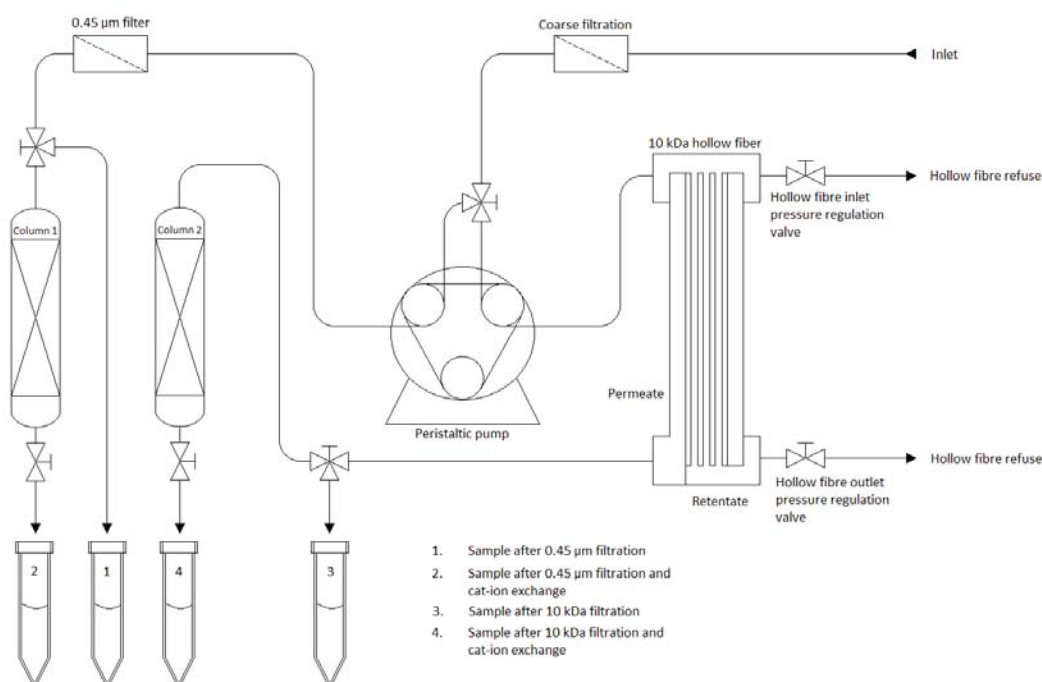 0.45 µm filter
Coarse filtration
Inlet
10 kDa hollow fiber
Hollow fibre refuse
Hollow fibre inlet
pressure regulation
valve
Column 1
Column 2
Permeate
Peristaltic pump
Hollow fibre refuse
Hollow fibre outlet
pressure regulation
valve
Retentate
2
1
4
3
1. Sample after 0.45 µm filtration
2. Sample after 0.45 µm filtration and
cat-ion exchange
3. Sample after 10 kDa filtration
4. Sample after 10 kDa filtration and
cat-ion exchange